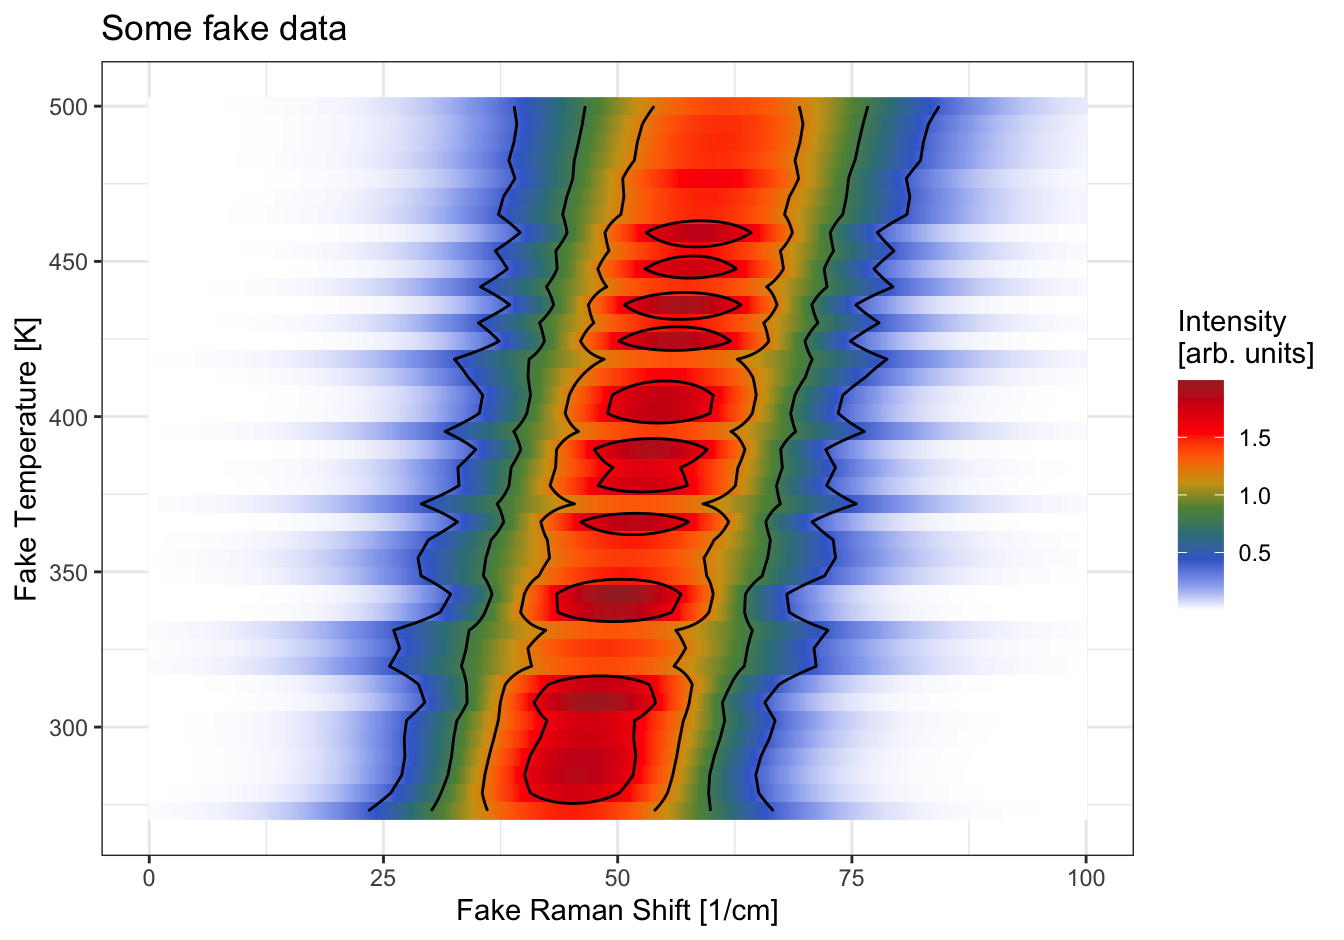 Some fake data
500
450
400
350
300
Fake Temperature [K]
0 25 50 75 100
Fake Raman Shift [1/cm]
Intensity
[arb. units]
1.5
1.0
0.5